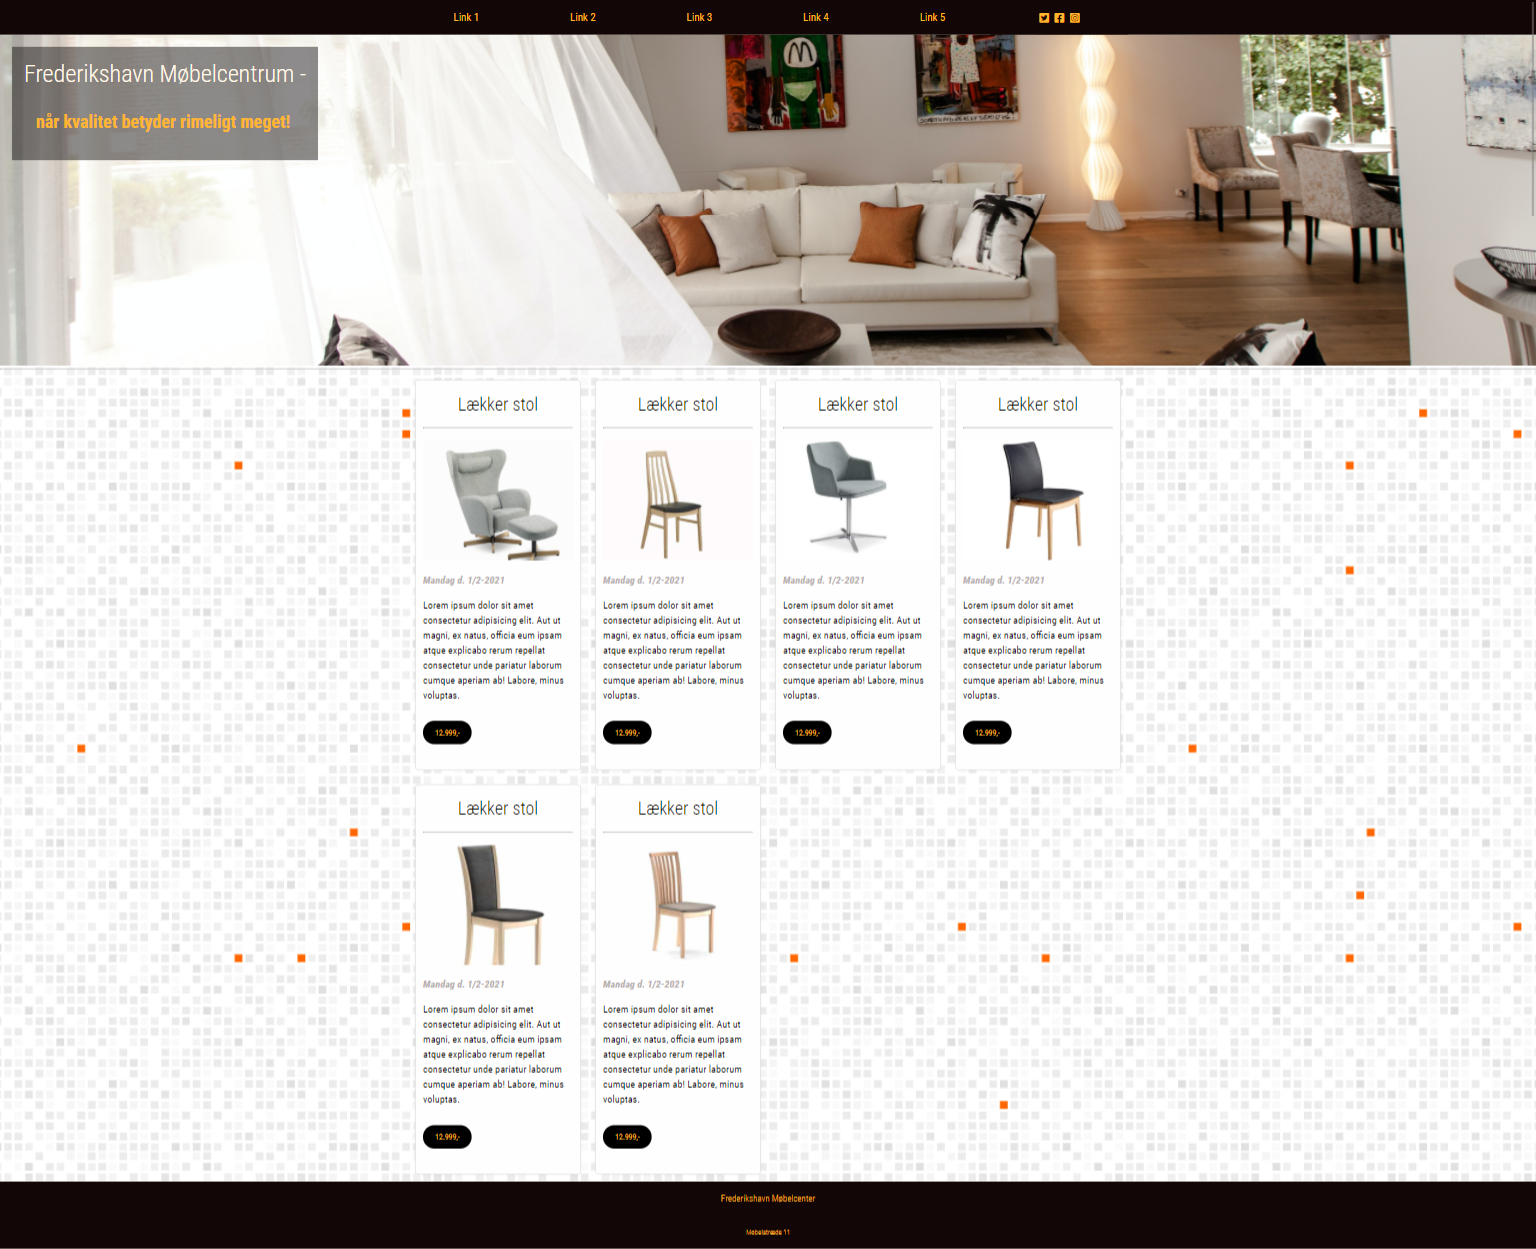 Link 1 Link 2 Link 3 Link 4 Link 5
Frederikshavn Møbelcentrum -
når kvalitet betyder rimeligt meget!
Lækker stol
Mandag d. 1/2-2021
Lorem ipsum dolor sit amet
consectetur adipisicing elit. Aut ut
magni, ex natus, officia eum ipsam
atque explicabo rerum repellat
consectetur unde pariatur laborum
cumque aperiam ab! Labore, minus
voluptas.
12.999,-
Lækker stol
Mandag d. 1/2-2021
Lorem ipsum dolor sit amet
consectetur adipisicing elit. Aut ut
magni, ex natus, officia eum ipsam
atque explicabo rerum repellat
consectetur unde pariatur laborum
cumque aperiam ab! Labore, minus
voluptas.
12.999,-
Lækker stol
Mandag d. 1/2-2021
Lorem ipsum dolor sit amet
consectetur adipisicing elit. Aut ut
magni, ex natus, officia eum ipsam
atque explicabo rerum repellat
consectetur unde pariatur laborum
cumque aperiam ab! Labore, minus
voluptas.
12.999,-
Lækker stol
Mandag d. 1/2-2021
Lorem ipsum dolor sit amet
consectetur adipisicing elit. Aut ut
magni, ex natus, officia eum ipsam
atque explicabo rerum repellat
consectetur unde pariatur laborum
cumque aperiam ab! Labore, minus
voluptas.
12.999,-
Lækker stol
Mandag d. 1/2-2021
Lorem ipsum dolor sit amet
consectetur adipisicing elit. Aut ut
magni, ex natus, officia eum ipsam
atque explicabo rerum repellat
consectetur unde pariatur laborum
cumque aperiam ab! Labore, minus
voluptas.
12.999,-
Lækker stol
Mandag d. 1/2-2021
Lorem ipsum dolor sit amet
consectetur adipisicing elit. Aut ut
magni, ex natus, officia eum ipsam
atque explicabo rerum repellat
consectetur unde pariatur laborum
cumque aperiam ab! Labore, minus
voluptas.
12.999,-
Frederikshavn Møbelcenter
Møbelstræde 11